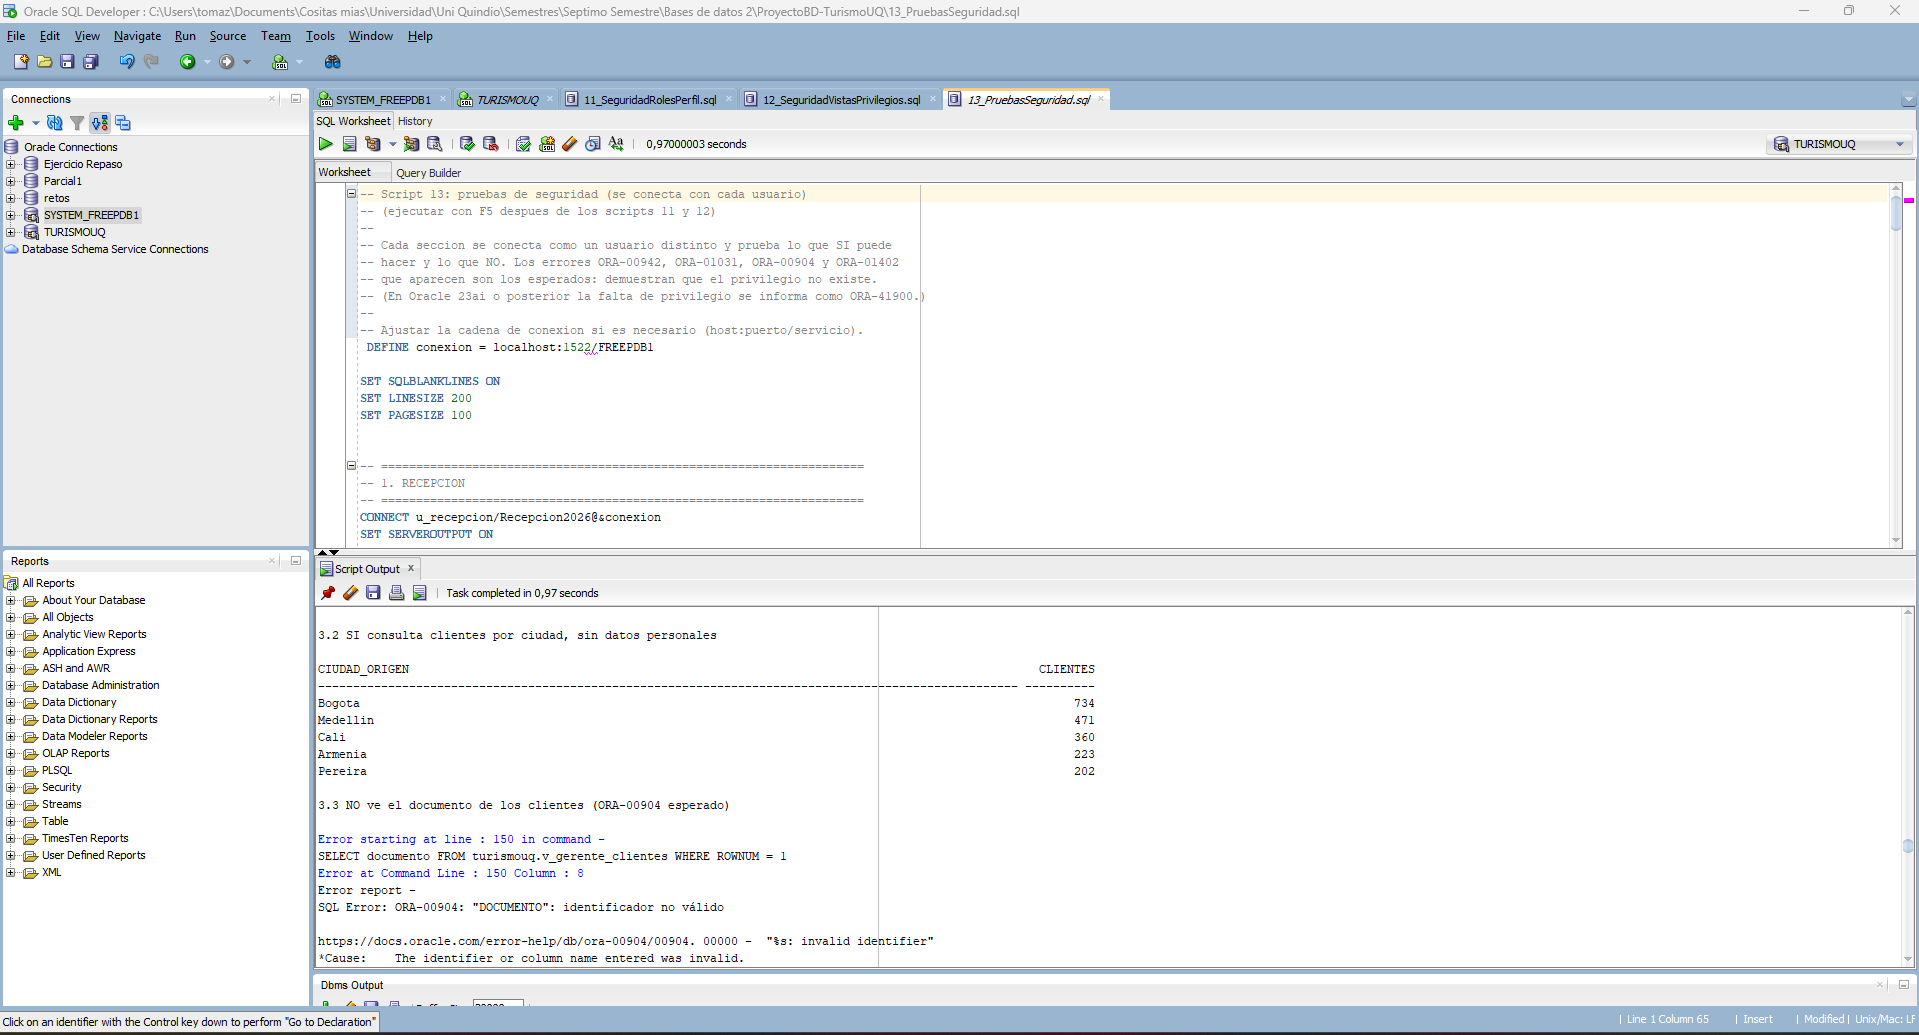 Oracle SQL Developer : C:\Users\tomaz\Documents\Cositas mias\Universidad\Uni Quindio\Semestres\Septimo Semestre\Bases de datos 2\ProyectoBD-TurismoUQ\13_PruebasSeguridad.sql
File Edit View Navigate Run Source Team Tools Window Help
Connections
Oracle Connections
Ejercicio Repaso
Parcial1
retos
SYSTEM_FREEPDB1
TURISMOUQ
Database Schema Service Connections
Reports
All Reports
About Your Database
All Objects
Analytic View Reports
Application Express
ASH and AWR
Database Administration
Data Dictionary
Data Dictionary Reports
Data Modeler Reports
OLAP Reports
PLSQL
Security
Streams
Table
TimesTen Reports
User Defined Reports
XML
SYSTEM_FREEPDB1 TURISMOUQ 11_SeguridadRolesPerfil.sql 12_SeguridadVistasPrivilegios.sql 13_PruebasSeguridad.sql
SQL Worksheet History
0,97000003 seconds
TURISMOUQ
Worksheet Query Builder
-- Script 13: pruebas de seguridad (se conecta con cada usuario)
-- (ejecutar con F5 despues de los scripts 11 y 12)
--
-- Cada seccion se conecta como un usuario distinto y prueba lo que SI puede
-- hacer y lo que NO. Los errores ORA-00942, ORA-01031, ORA-00904 y ORA-01402
-- que aparecen son los esperados: demuestran que el privilegio no existe.
-- (En Oracle 23ai o posterior la falta de privilegio se informa como ORA-41900.)
--
-- Ajustar la cadena de conexion si es necesario (host:puerto/servicio).
DEFINE conexion = localhost:1522/FREEPDB1
SET SQLBLANKLINES ON
SET LINESIZE 200
SET PAGESIZE 100
-- =====================================================================
-- 1. RECEPCION
-- =====================================================================
CONNECT u_recepcion/Recepcion2026@&conexion
SET SERVEROUTPUT ON
Script Output
Task completed in 0,97 seconds
3.2 SI consulta clientes por ciudad, sin datos personales
CIUDAD_ORIGEN CLIENTES
---------------------------------------------------------------------------------------------------- ----------
Bogota 734
Medellin 471
Cali 360
Armenia 223
Pereira 202
3.3 NO ve el documento de los clientes (ORA-00904 esperado)
Error starting at line : 150 in command -
SELECT documento FROM turismouq.v_gerente_clientes WHERE ROWNUM = 1
Error at Command Line : 150 Column : 8
Error report -
SQL Error: ORA-00904: "DOCUMENTO": identificador no válido
https://docs.oracle.com/error-help/db/ora-00904/00904. 00000 -  "%s: invalid identifier"
*Cause:    The identifier or column name entered was invalid.
Dbms Output
Click on an identifier with the Control key down to perform "Go to Declaration"
Line 1 Column 65 Insert Modified Unix/Mac: LF